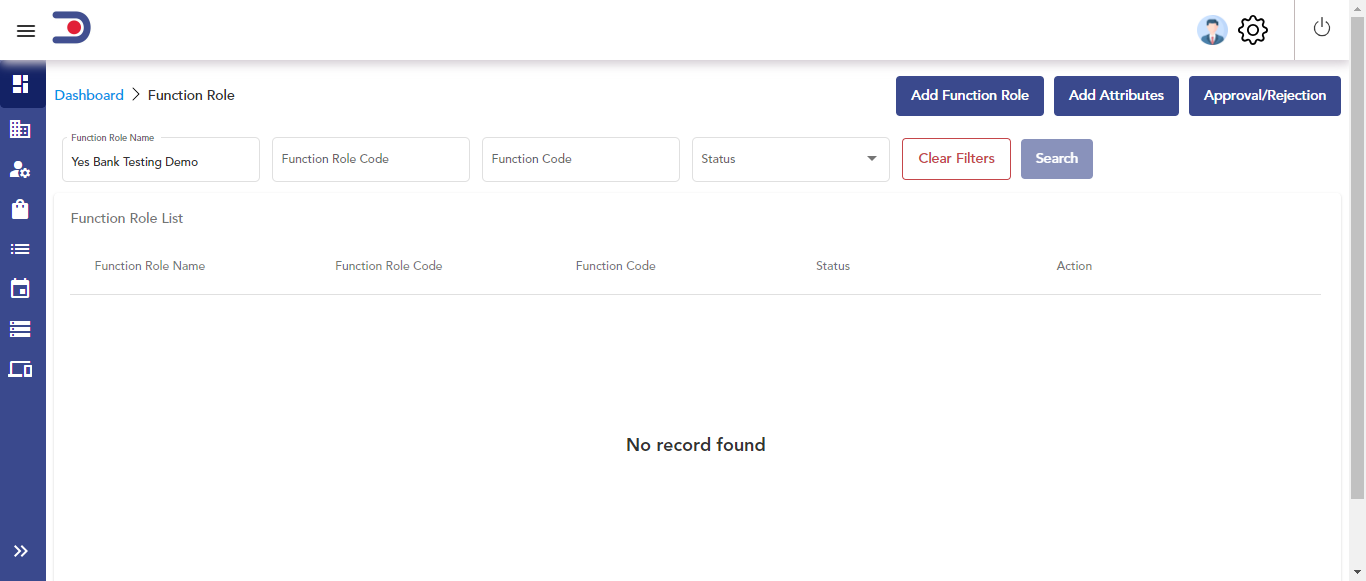 Dashboard > Function Role
Add Function Role
Add Attributes
Approval/Rejection
Function Role Name
Yes Bank Testing Demo
Function Role Code
Function Code
Status
Clear Filters
Search
Function Role List
Function Role Name Function Role Code Function Code Status Action
No record found